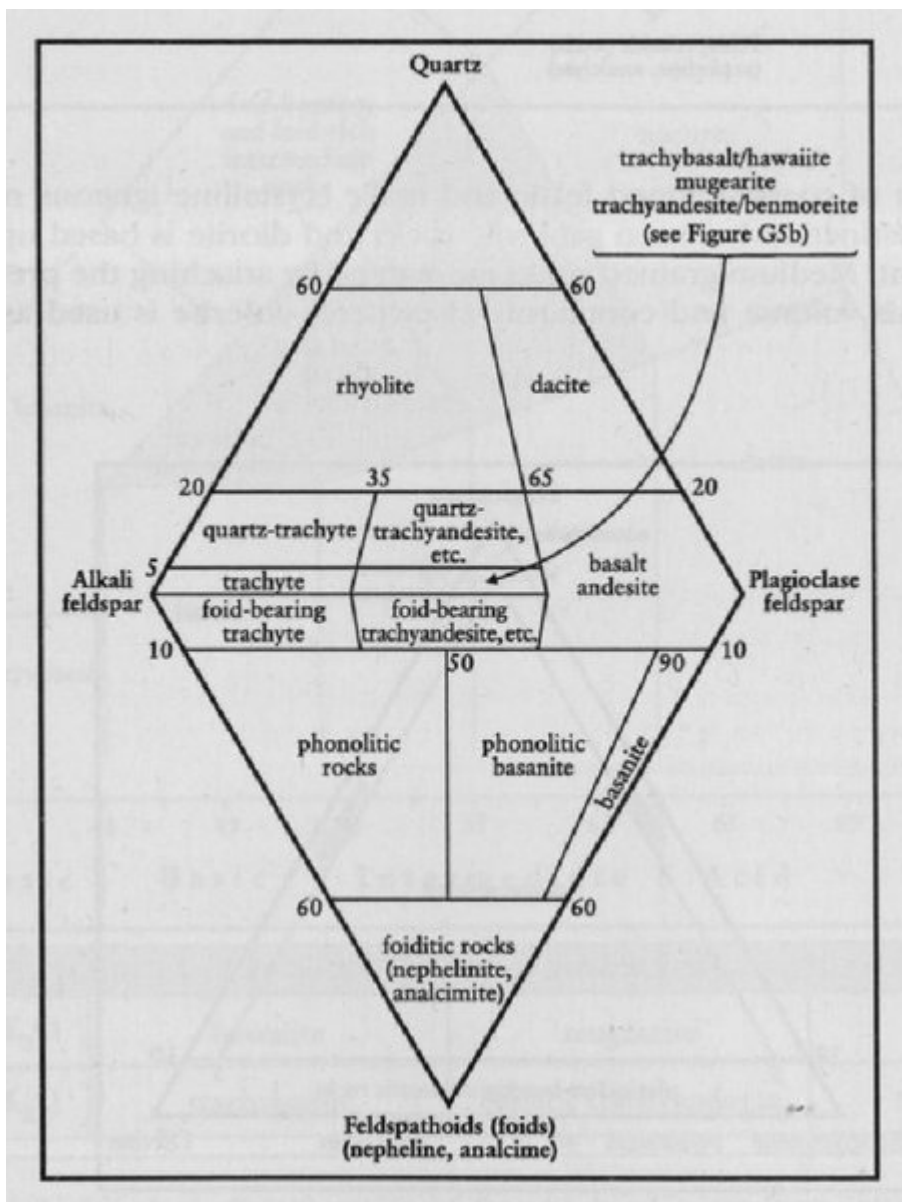 Quartz
trachybasalt/hawaiite
mugearite
trachyandesite/benmoreite
(see Figure G5b)
60
60
rhyolite
dacite
20
35
65
20
quartz-trachyte
quartz-
trachyandesite,
etc.
basalt
andesite
5
Alkali
feldspar
trachyte
Plagioclase
feldspar
foid-bearing
trachyte
foid-bearing
trachyandesite, etc.
10
50
90
10
phonolitic
rocks
phonolitic
basanite
basanite
60
60
foiditic rocks
(nephelinite,
analcimite)
Feldspathoids (foids)
(nepheline, analcime)